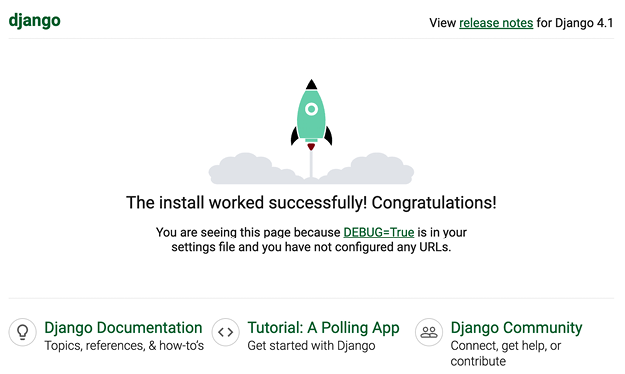 django
View release notes for Django 4.1
The install worked successfully! Congratulations!
You are seeing this page because DEBUG=True is in your
settings file and you have not configured any URLs.
Django Documentation
Topics, references, & how-to's
Tutorial: A Polling App
Get started with Django
Django Community
Connect, get help, or
contribute